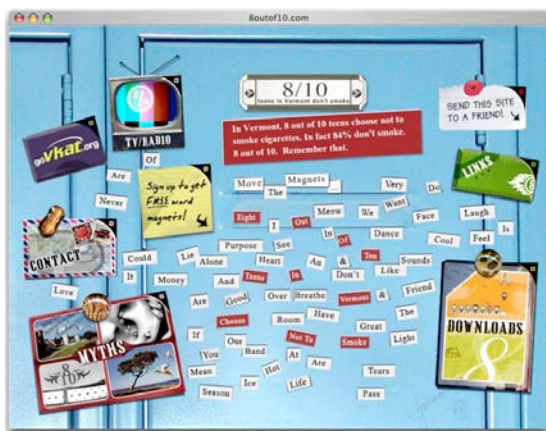 8outof10.com
8/10
teens in Vermont don't smoke
In Vermont, 8 out of 10 teens choose not to
smoke cigarettes. In fact 84% don't smoke.
8 out of 10. Remember that.
SEND THIS SITE
TO A FRIEND!
goVkat.org
TV/RADIO
LINKS
Sign up to get
FREE word
magnets!
CONTACT
MYTHS
DOWNLOADS
8
Of
Are
Never
Move The Magnets ...
Very
Do
Want
Eight
I
Out
Meow
We
Face
Laugh
Is
In
Of
Dance
Cool
Feel
Purpose
See
Could
Lie
Alone
Heart
An
&
Ten
Sounds
It
Money
And
Teens
In
Don't
Like
Love
Are
Good
Over
Breathe
Vermont
&
Friend
Choose
Room
Have
Great
The
If
Our
Not To
Smoke
Light
You
Band
At
Are
Mean
Hot
Tears
Season
Ice
Life
Pass